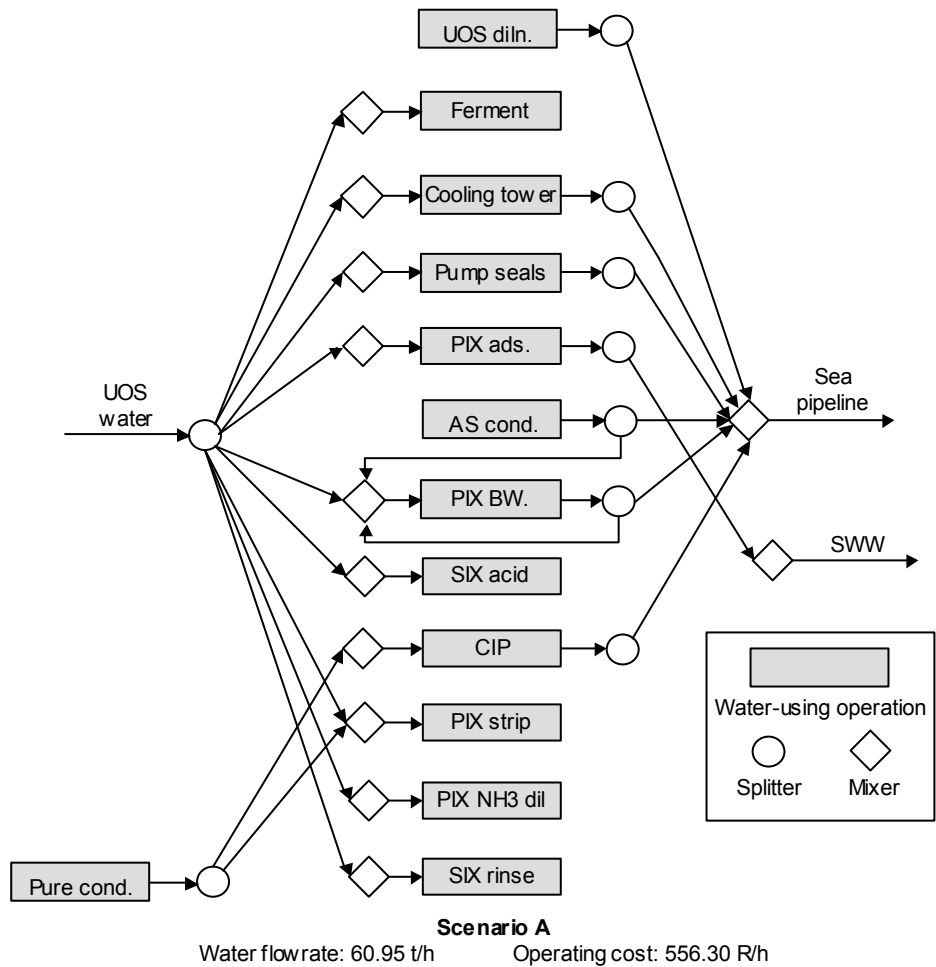 UOS diln.
Ferment
Cooling tower
Pump seals
PIX ads.
UOS
water
Sea
pipeline
AS cond.
PIX BW.
SWW
SIX acid
CIP
Water-using operation
PIX strip
Splitter
Mixer
PIX NH3 dil
Pure cond.
SIX rinse
Scenario A
Water flowrate: 60.95 t/h
Operating cost: 556.30 R/h